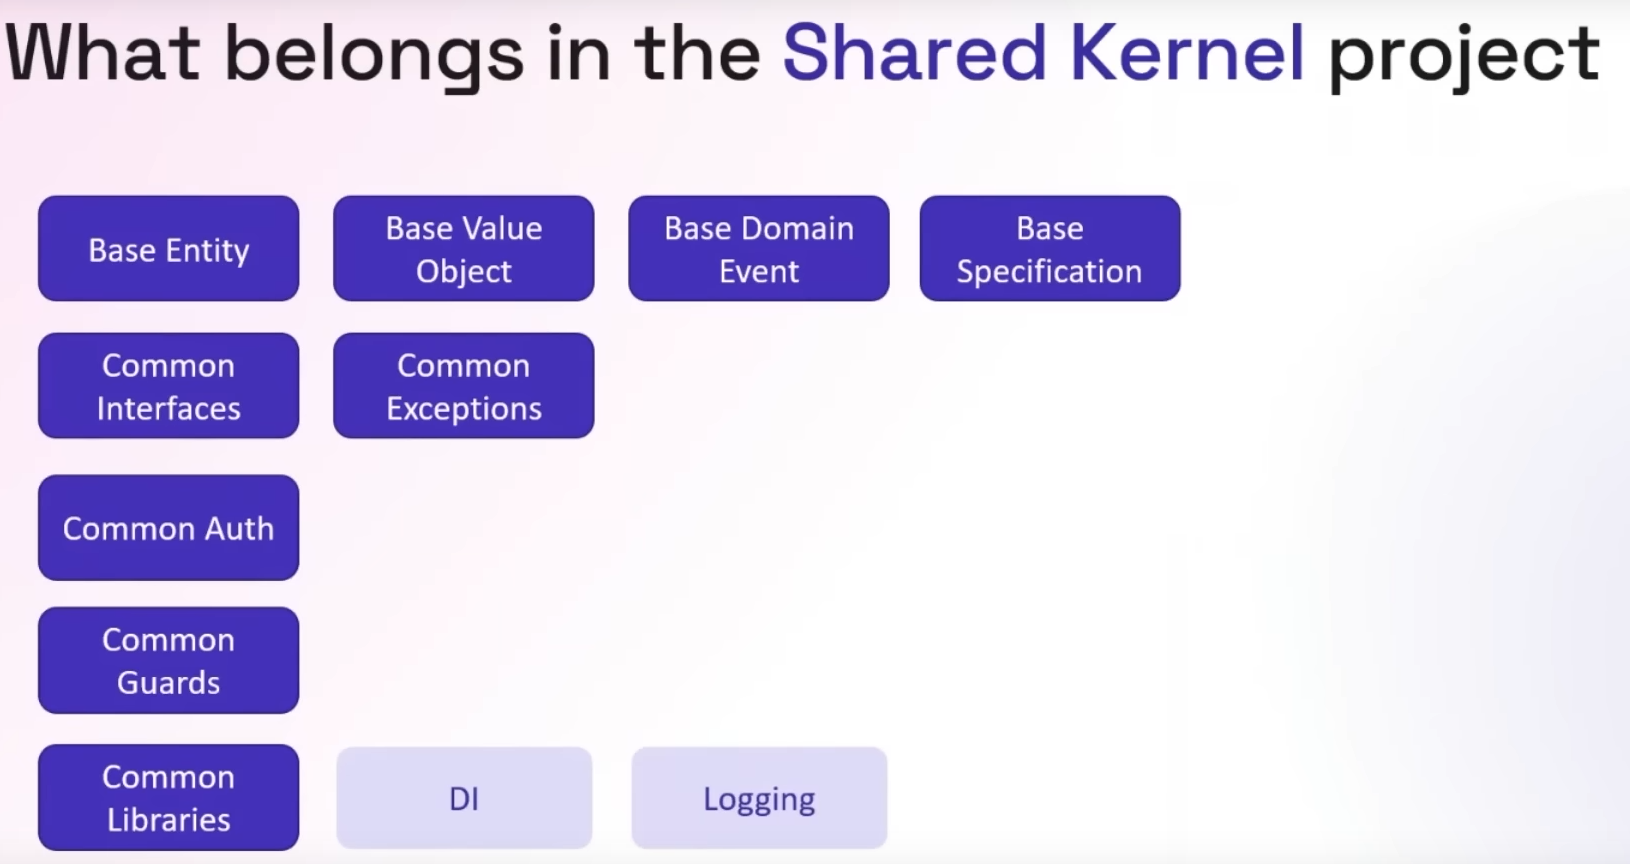 What belongs in the Shared Kernel project
Base Entity
Base Value
Object
Base Domain
Event
Base
Specification
Common
Interfaces
Common
Exceptions
Common Auth
Common
Guards
Common
Libraries
DI
Logging